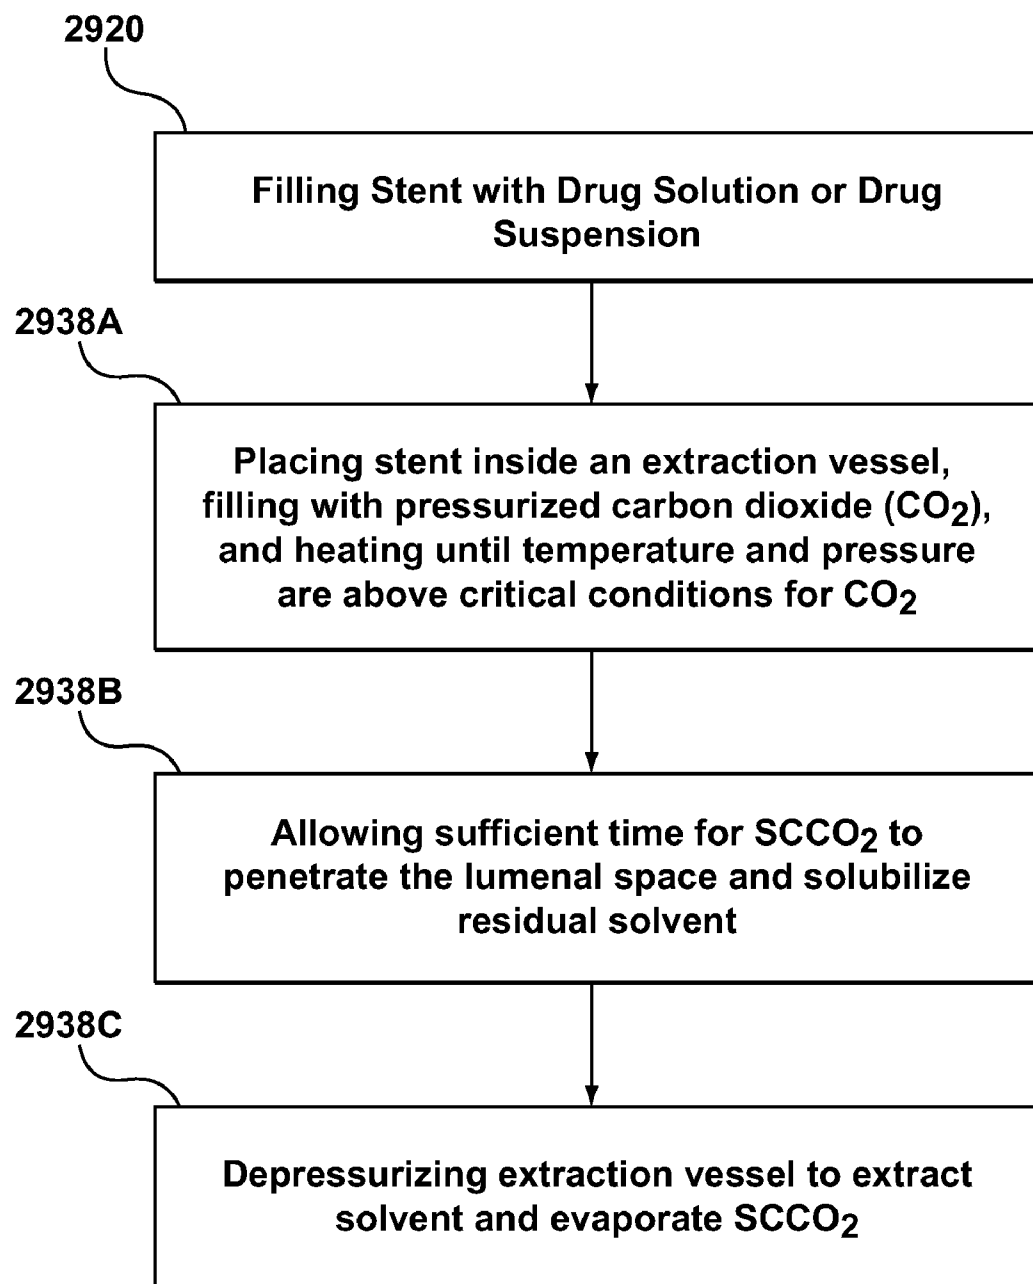 2920
Filling Stent with Drug Solution or Drug
Suspension
2938A
Placing stent inside an extraction vessel,
filling with pressurized carbon dioxide (CO₂),
and heating until temperature and pressure
are above critical conditions for CO₂
2938B
Allowing sufficient time for SCCO₂ to
penetrate the lumenal space and solubilize
residual solvent
2938C
Depressurizing extraction vessel to extract
solvent and evaporate SCCO₂